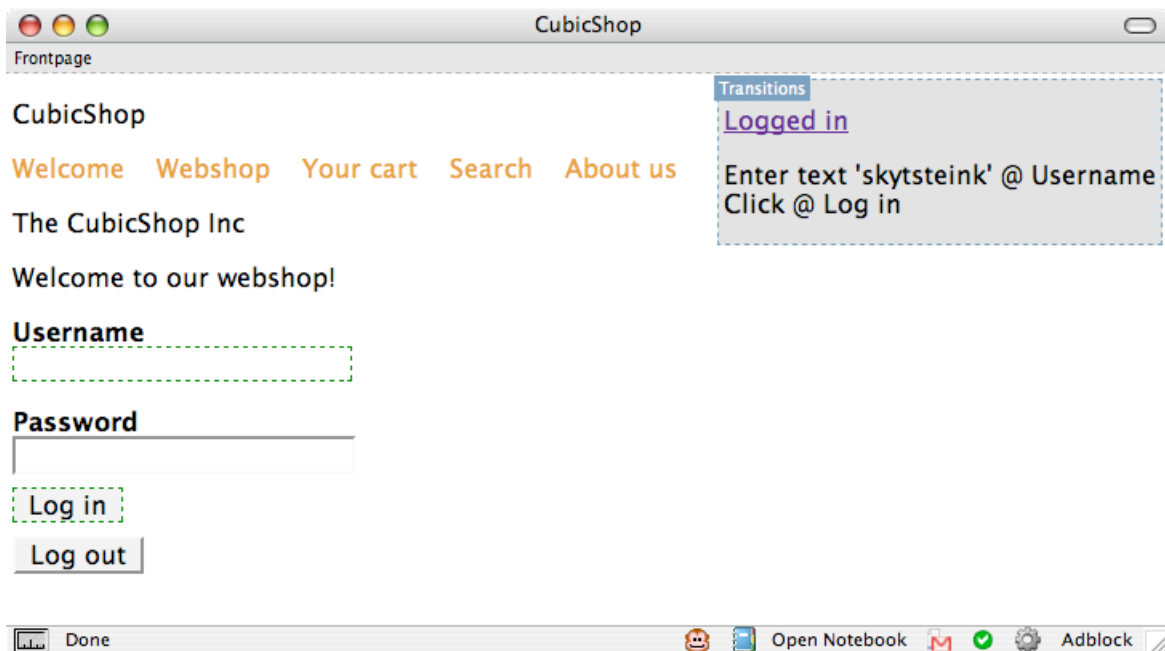 CubicShop
Frontpage
Transitions
Logged in
Enter text 'skytsteink' @ Username
Click @ Log in
CubicShop
Welcome Webshop Your cart Search About us
The CubicShop Inc
Welcome to our webshop!
Username
Password
Log in
Log out
Done Open Notebook Adblock